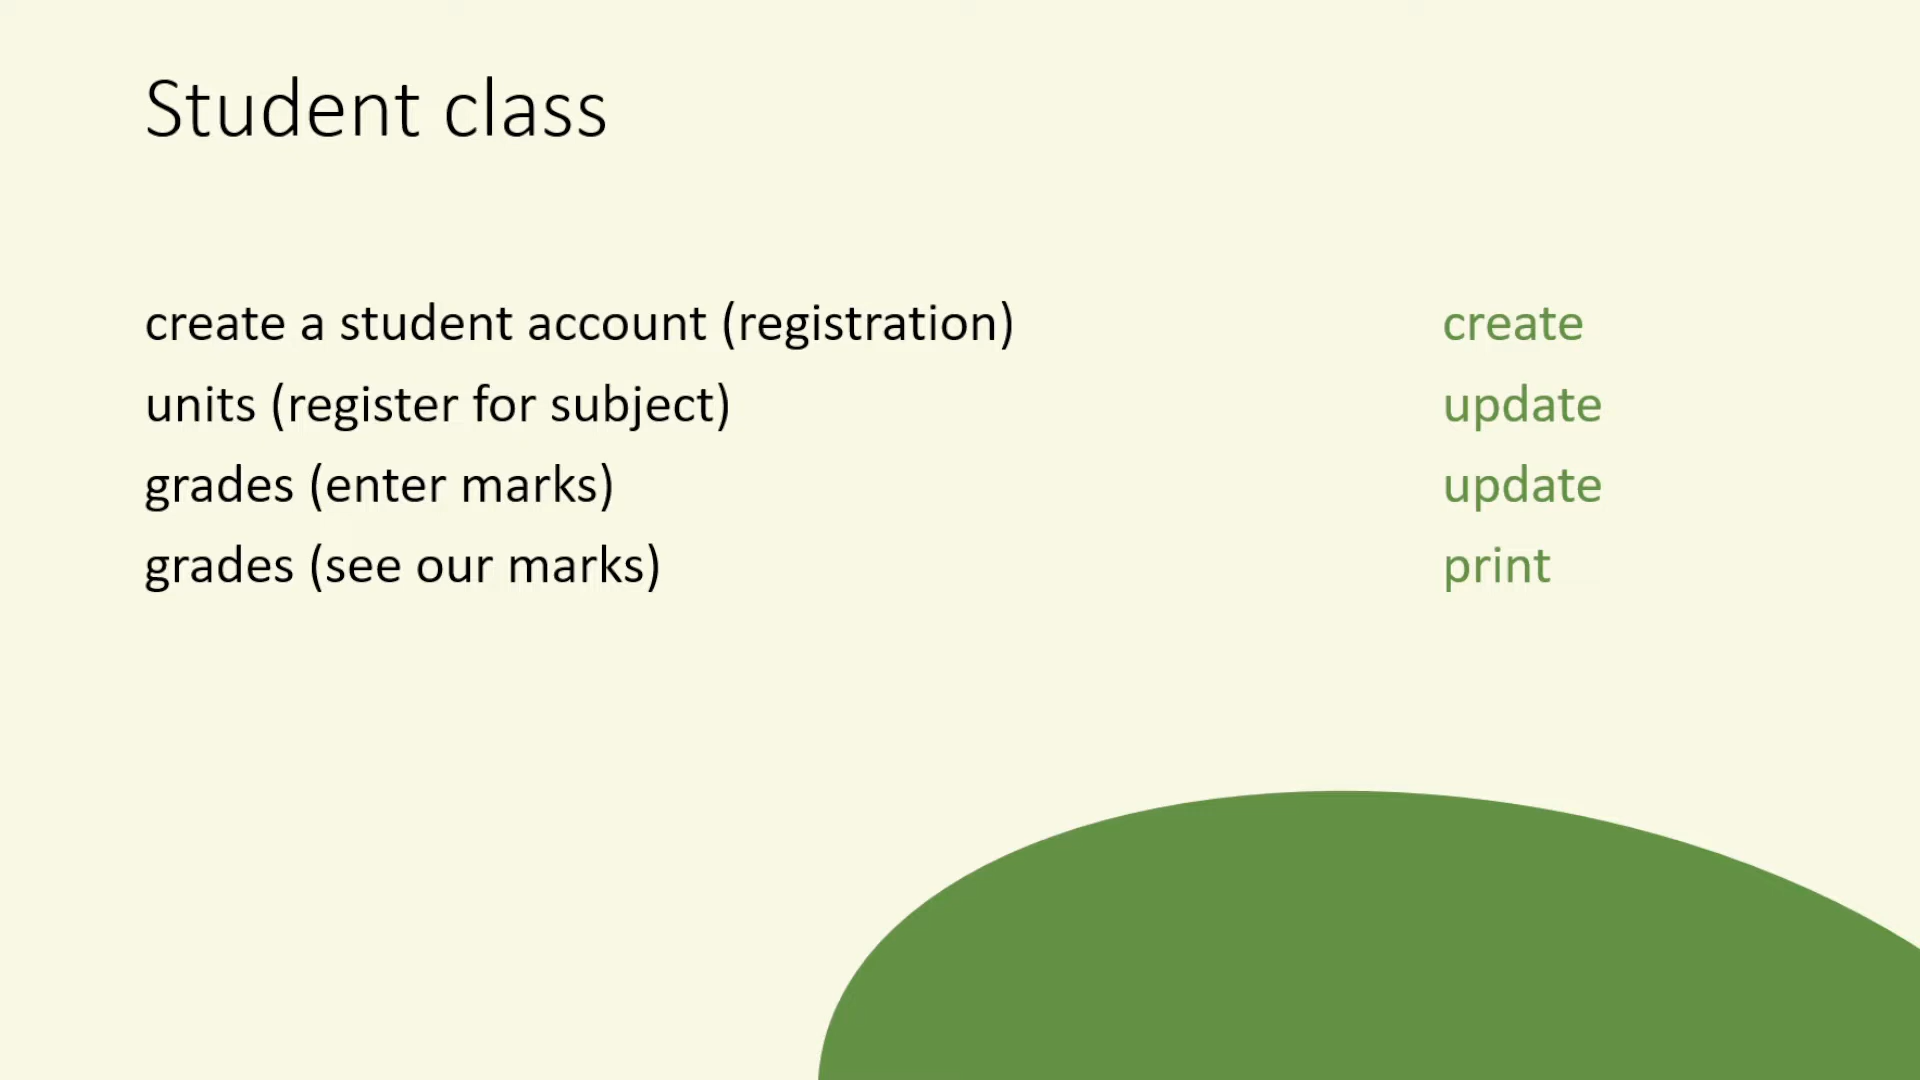 Student class
create a student account (registration) create
units (register for subject) update
grades (enter marks) update
grades (see our marks) print